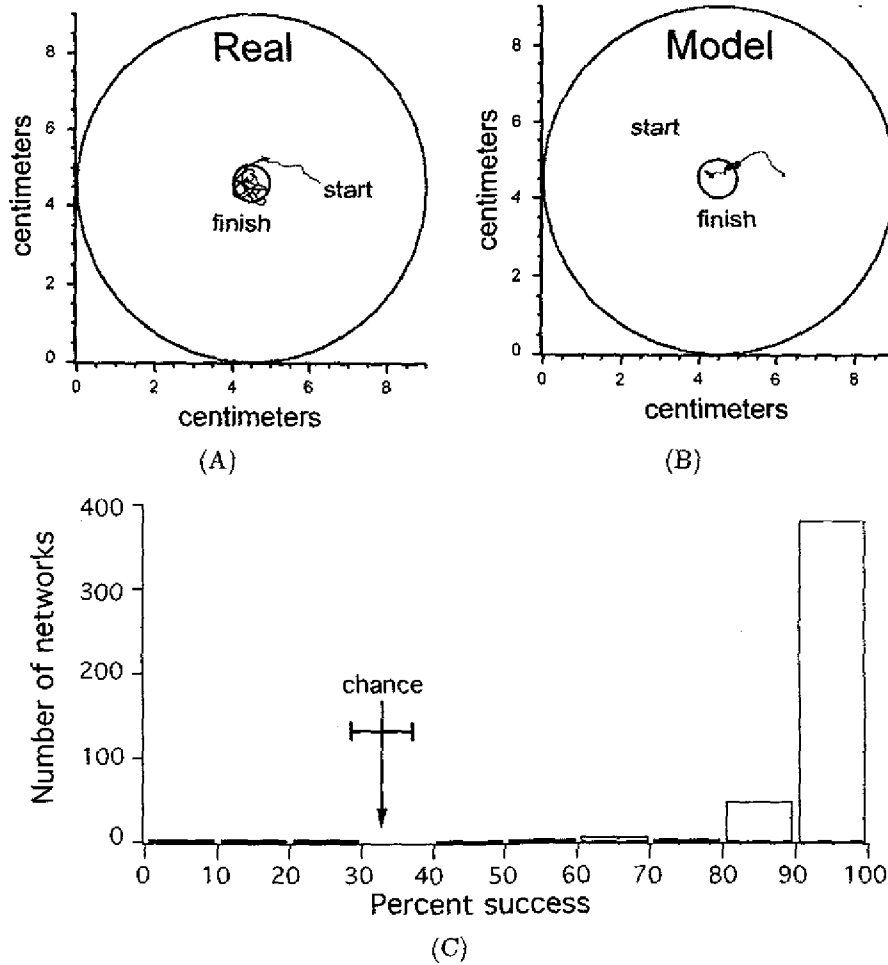 Real
centimeters
8
6
4
2
0
start
finish
0 2 4 6 8
centimeters
(A)
Model
centimeters
8
6
4
2
0
start
finish
0 2 4 6 8
centimeters
(B)
Number of networks
400
300
200
100
0
chance
0 10 20 30 40 50 60 70 80 90 100
Percent success
(C)